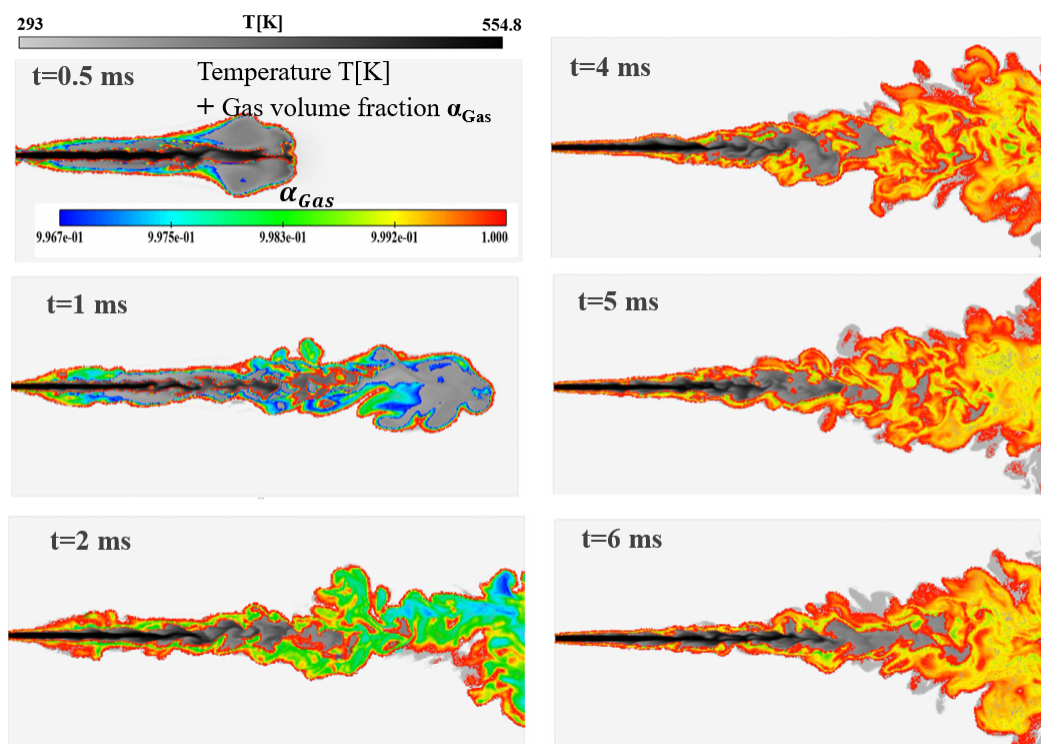 T[K]
293 554.8
t=0.5 ms
Temperature T[K]
+ Gas volume fraction αGas
αGas
9.967e-01 9.975e-01 9.983e-01 9.992e-01 1.000
t=1 ms
t=2 ms
t=4 ms
t=5 ms
t=6 ms